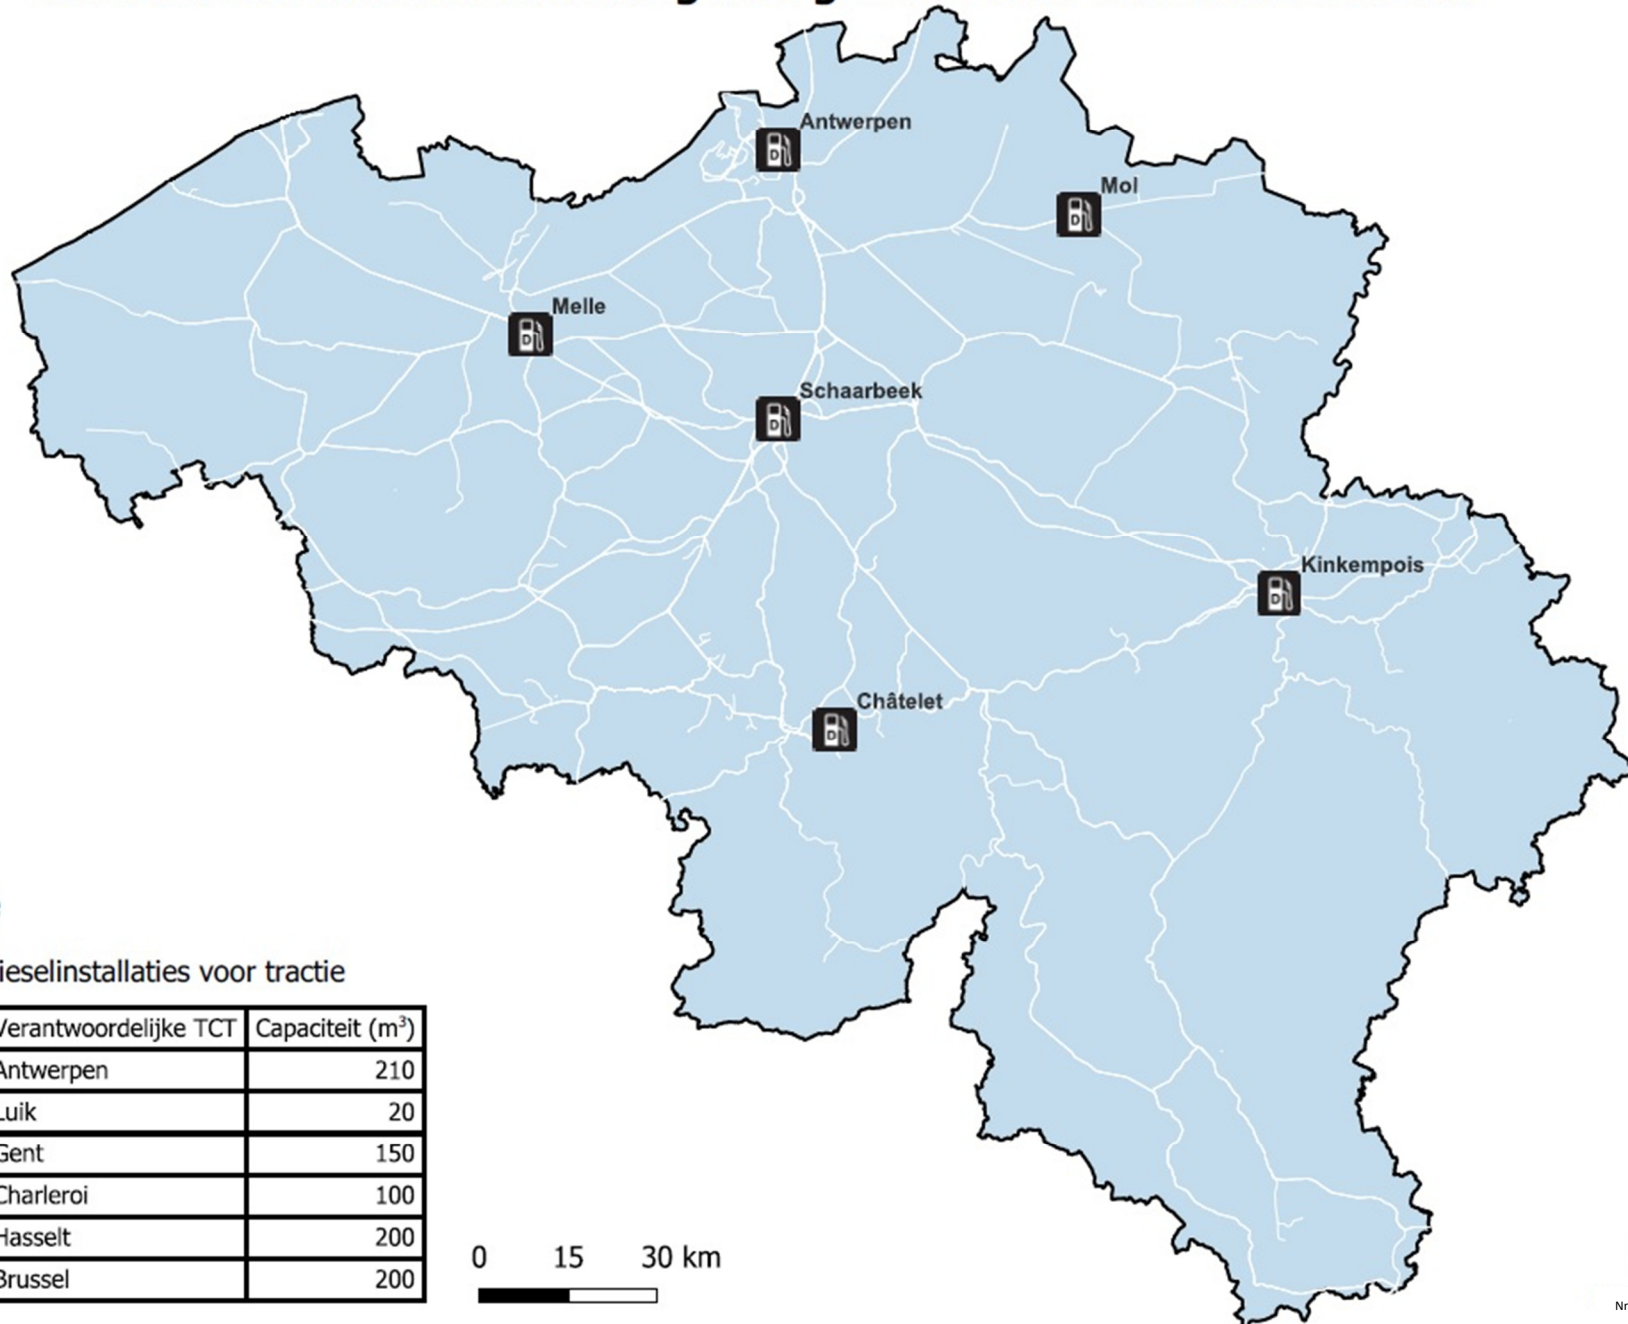 Antwerpen
Mol
Melle
Schaarbeek
Kinkempois
Châtelet
ieselinstallaties voor tractie
Verantwoordelijke TCT Capaciteit (m³)
Antwerpen 210
Luik 20
Gent 150
Charleroi 100
Hasselt 200
Brussel 200
0 15 30 km
Nr